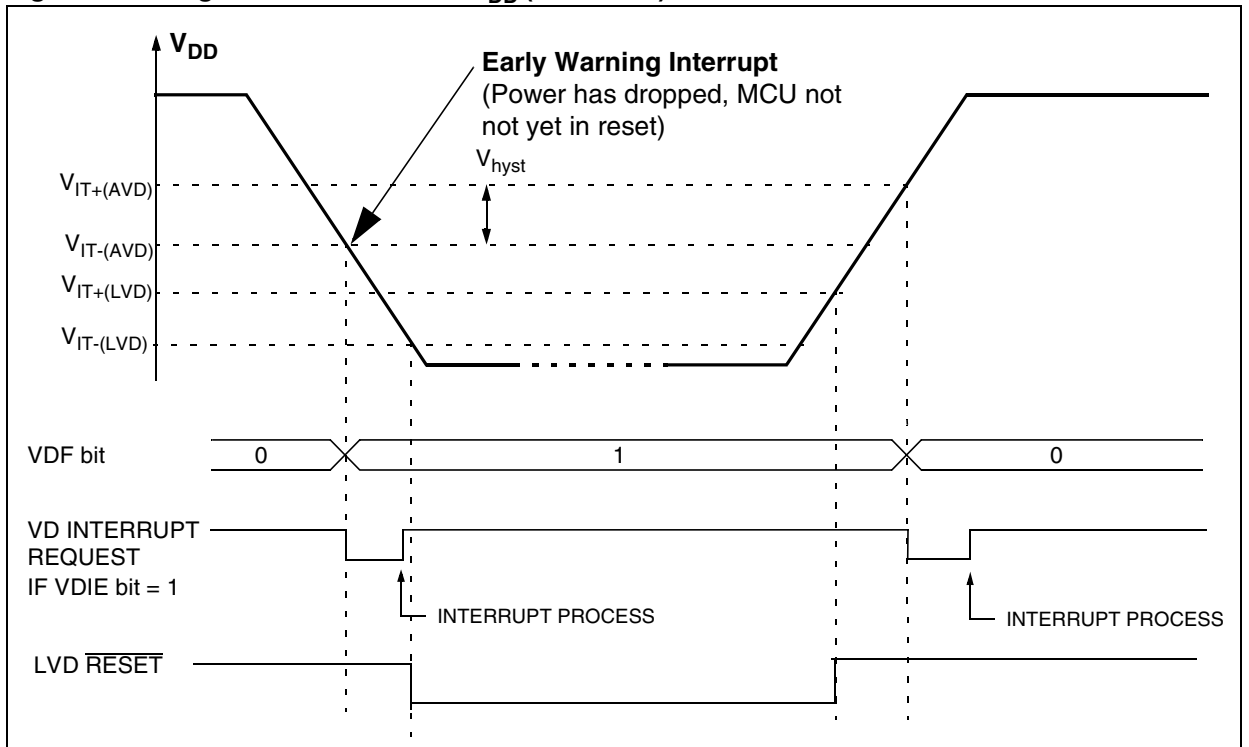 V_DD
Early Warning Interrupt
(Power has dropped, MCU not
not yet in reset)
V_hyst
V_IT+(AVD)
V_IT-(AVD)
V_IT+(LVD)
V_IT-(LVD)
VDF bit
0
1
0
VD INTERRUPT
REQUEST
IF VDIE bit = 1
INTERRUPT PROCESS
INTERRUPT PROCESS
LVD RESET